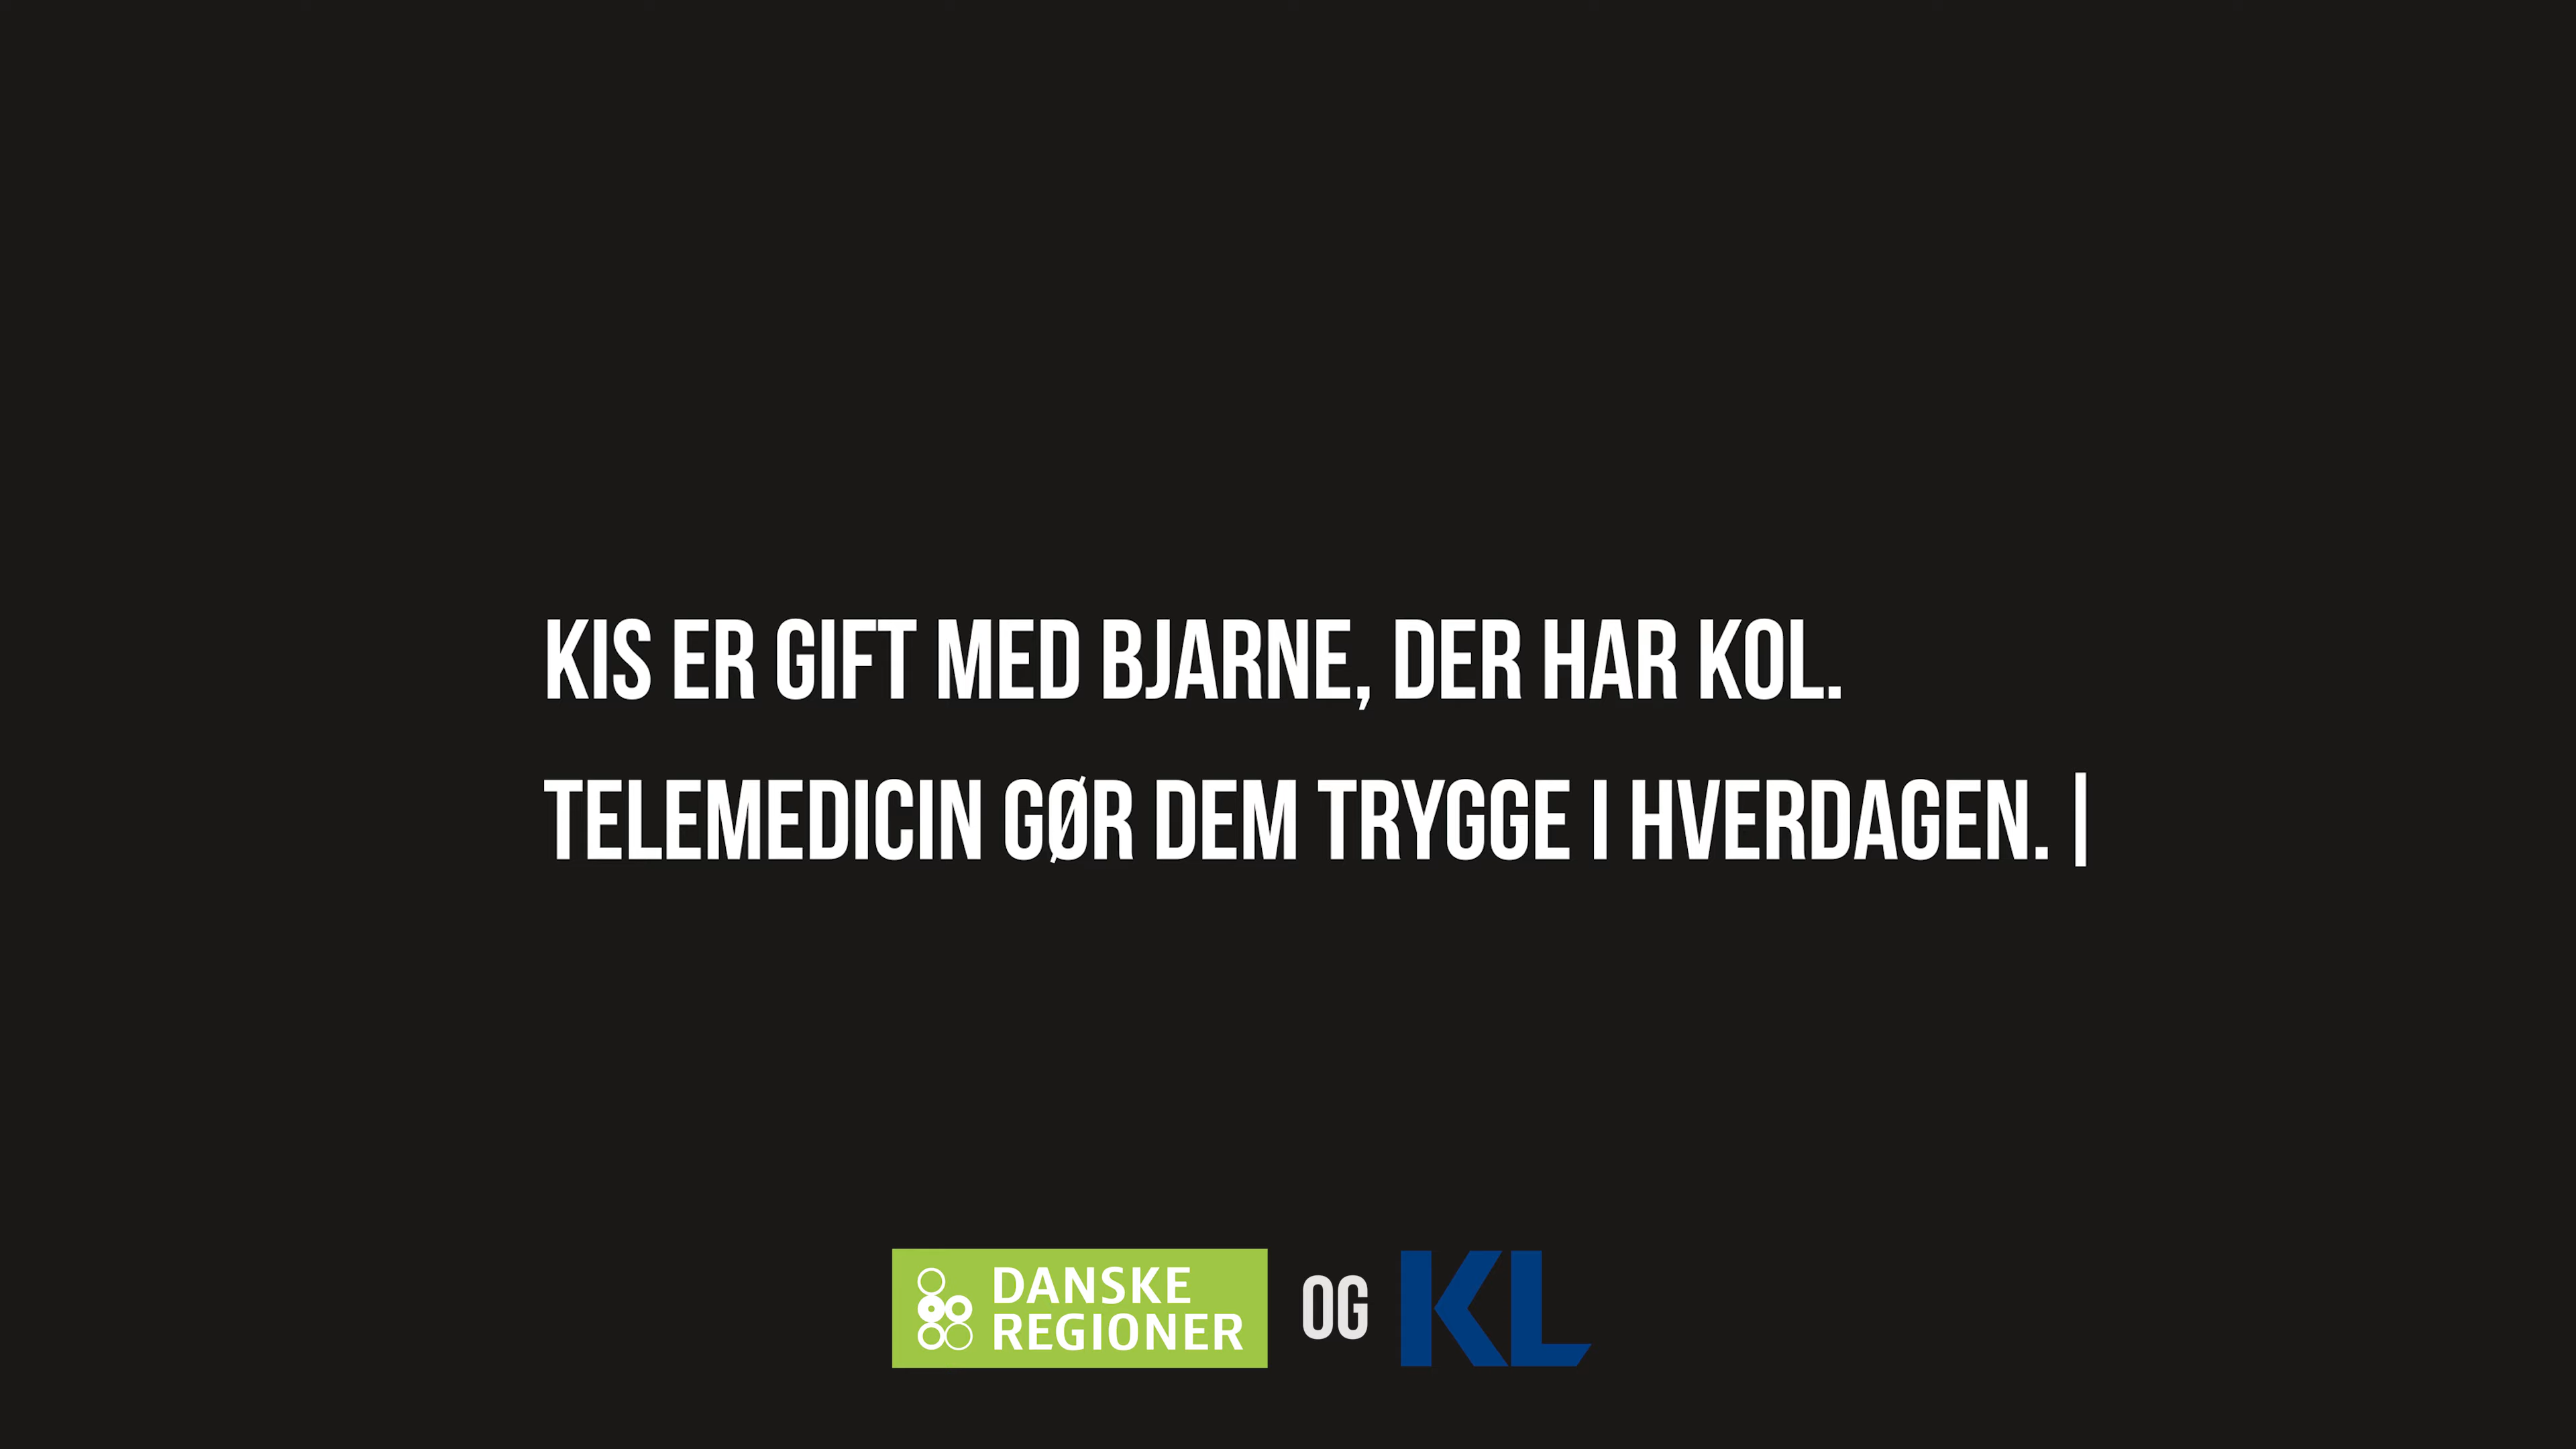 KIS ER GIFT MED BJARNE, DER HAR KOL.
TELEMEDICIN GØR DEM TRYGGE I HVERDAGEN. |
DANSKE
REGIONER
OG
KL